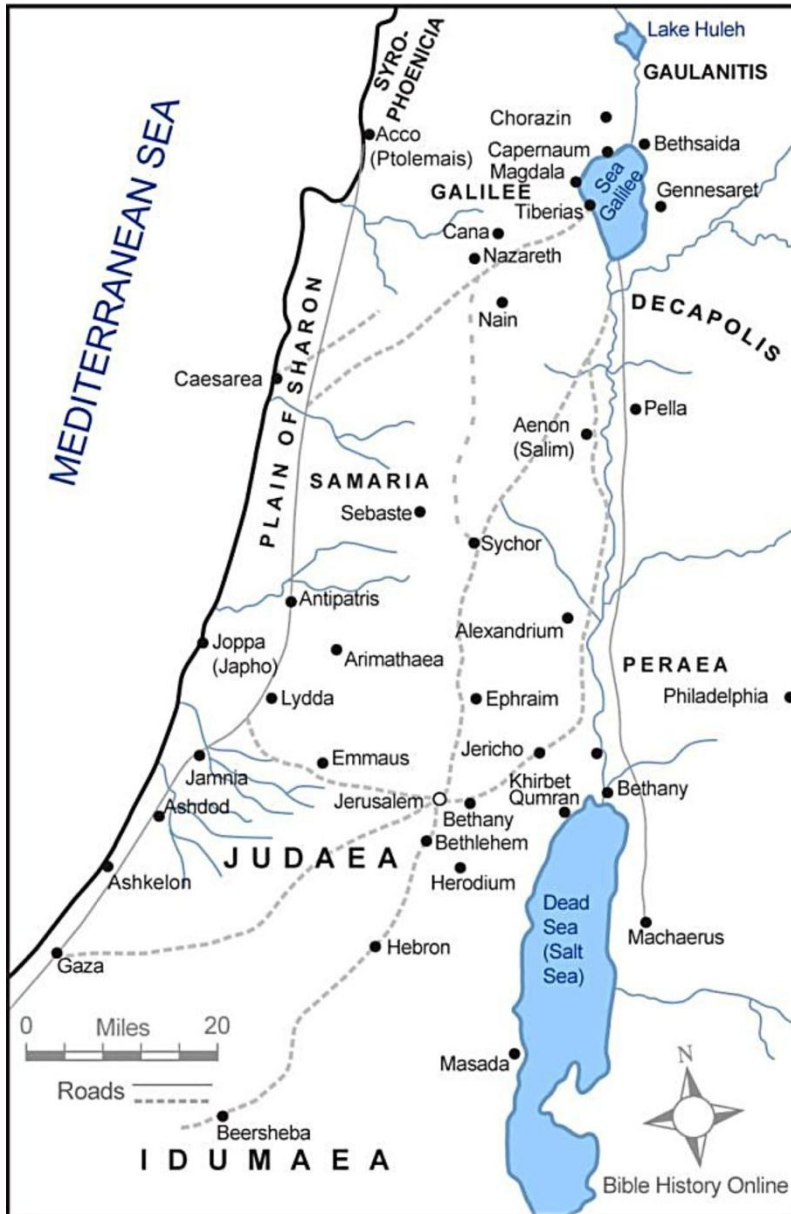 Lake Huleh
SYRO-
PHOENICIA
GAULANITIS
MEDITERRANEAN SEA
Chorazin
Acco
(Ptolemais)
Capernaum
Bethsaida
Magdala
GALILEE
Sea
Galilee
Gennesaret
Tiberias
Cana
Nazareth
Nain
DECAPOLIS
PLAIN OF SHARON
Caesarea
Pella
Aenon
(Salim)
SAMARIA
Sebaste
Sychor
Antipatris
Alexandrium
Joppa
(Japho)
Arimathaea
PERAEA
Lydda
Ephraim
Philadelphia
Jamnia
Emmaus
Jericho
Khirbet
Qumran
Bethany
Jerusalem
Bethany
Ashdod
Bethlehem
JUDAEA
Herodium
Ashkelon
Dead
Sea
(Salt
Sea)
Machaerus
Hebron
Gaza
0 Miles 20
Masada
N
Roads
Beersheba
IDUMAEA
Bible History Online